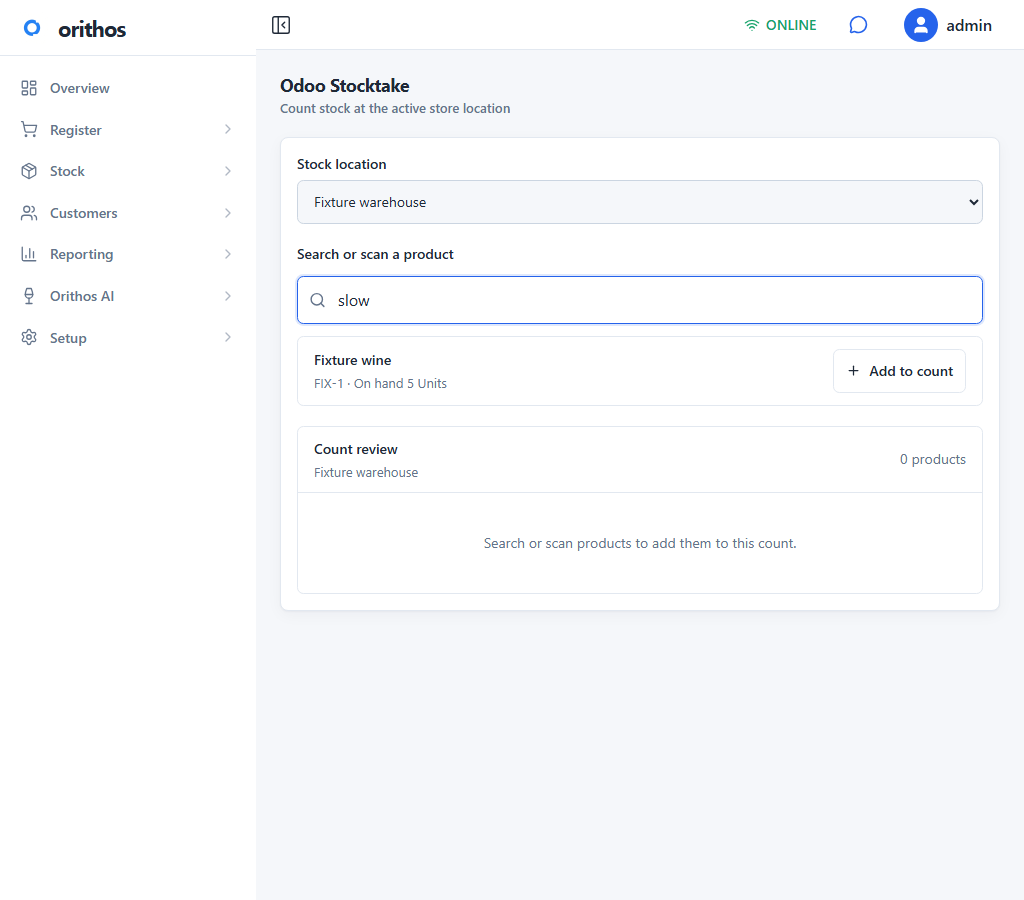 orithos
ONLINE
admin
Overview
Register
Stock
Customers
Reporting
Orithos AI
Setup
Odoo Stocktake
Count stock at the active store location
Stock location
Fixture warehouse
Search or scan a product
slow
Fixture wine
FIX-1 · On hand 5 Units
+ Add to count
Count review
Fixture warehouse
0 products
Search or scan products to add them to this count.